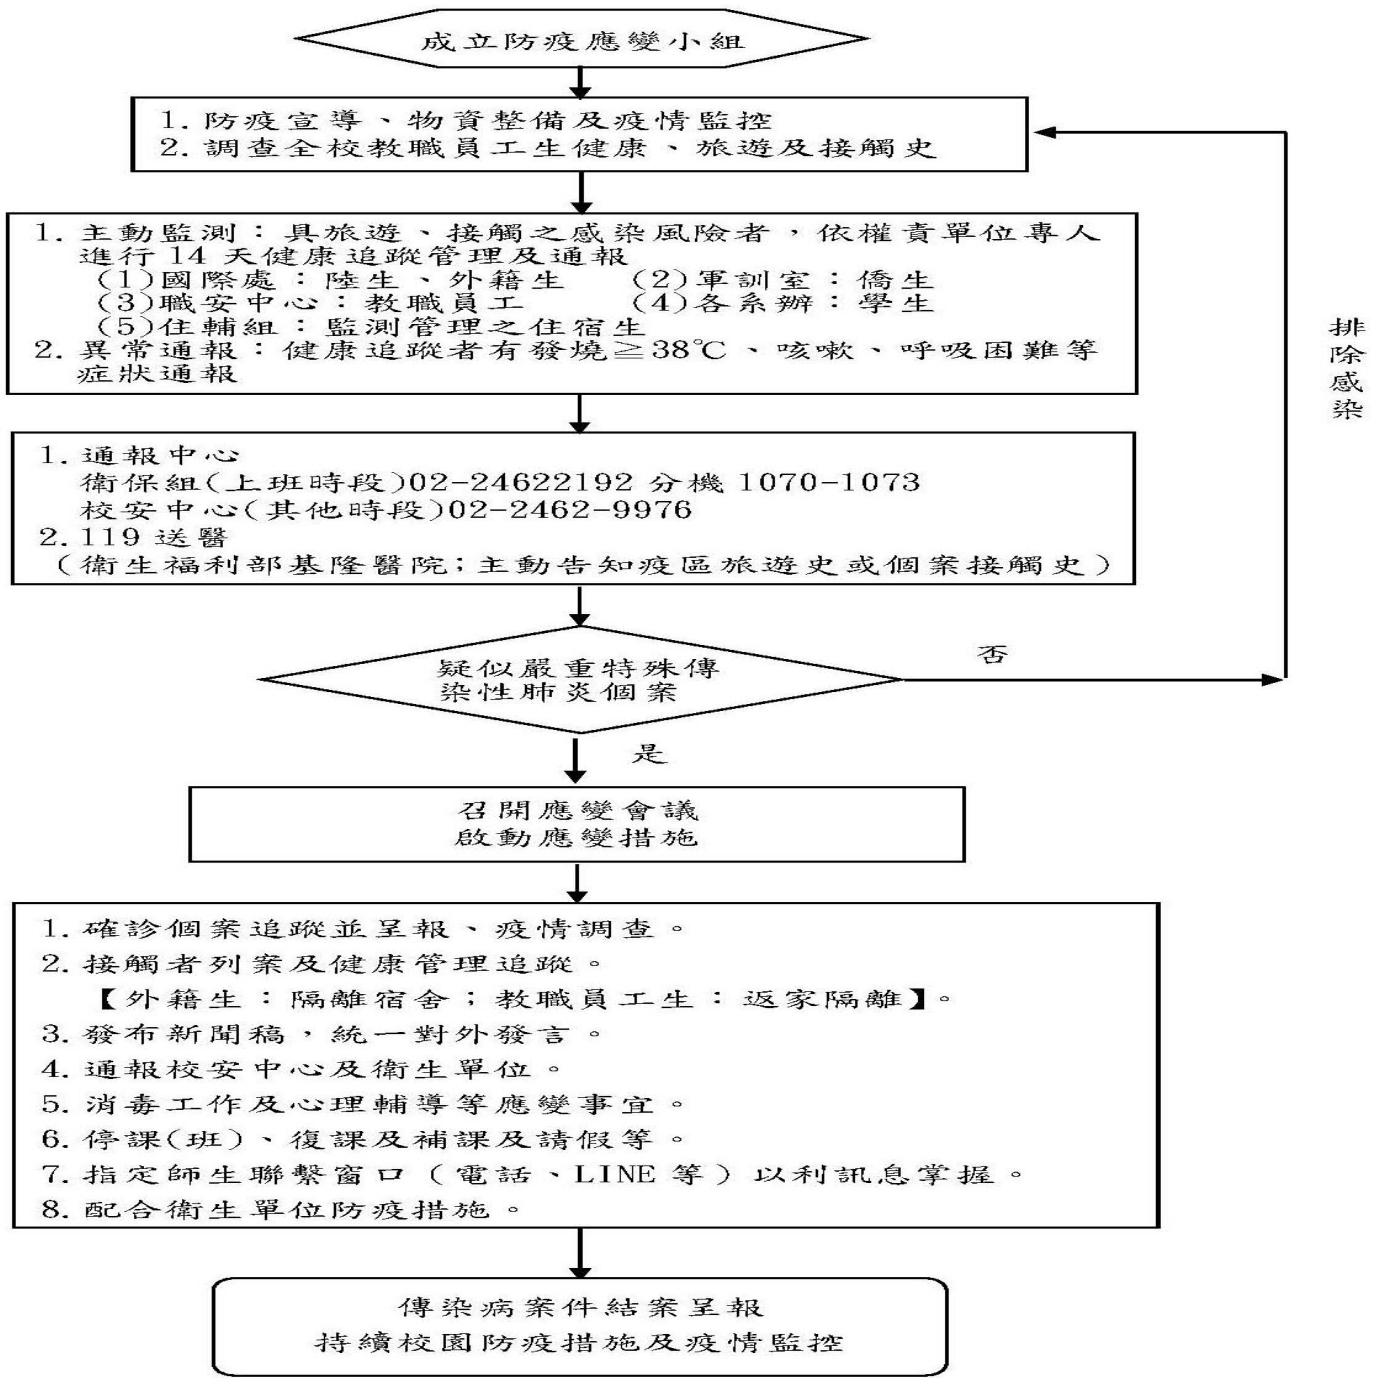 成立防疫應變小組
1. 防疫宣導、物資整備及疫情監控
2. 調查全校教職員工生健康、旅遊及接觸史
1. 主動監測：具旅遊、接觸之感染風險者，依權責單位專人
進行 14 天健康追蹤管理及通報
(1)國際處：陸生、外籍生 (2)軍訓室：僑生
(3)職安中心：教職員工 (4)各系辦：學生
(5)住輔組：監測管理之住宿生
2. 異常通報：健康追蹤者有發燒≧38℃、咳嗽、呼吸困難等
症狀通報
排除感染
1. 通報中心
衛保組(上班時段)02-24622192 分機 1070-1073
校安中心(其他時段)02-2462-9976
2. 119 送醫
（衛生福利部基隆醫院；主動告知疫區旅遊史或個案接觸史）
疑似嚴重特殊傳
染性肺炎個案
否
是
召開應變會議
啟動應變措施
1. 確診個案追蹤並呈報、疫情調查。
2. 接觸者列案及健康管理追蹤。
【外籍生：隔離宿舍；教職員工生：返家隔離】。
3. 發布新聞稿，統一對外發言。
4. 通報校安中心及衛生單位。
5. 消毒工作及心理輔導等應變事宜。
6. 停課(班)、復課及補課及請假等。
7. 指定師生聯繫窗口（電話、LINE 等）以利訊息掌握。
8. 配合衛生單位防疫措施。
傳染病案件結案呈報
持續校園防疫措施及疫情監控